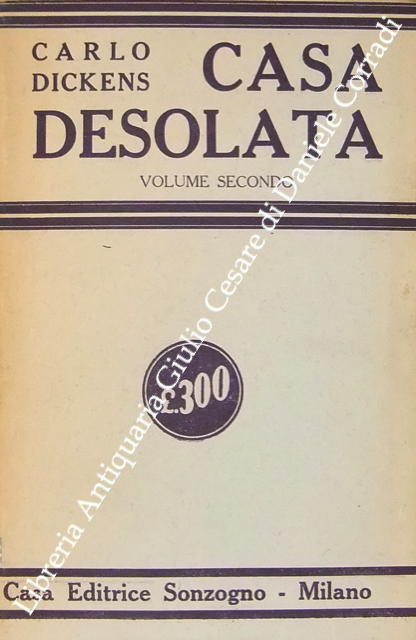 CARLO
DICKENS
CASA
DESOLATA
VOLUME SECONDO
£.300
Casa Editrice Sonzogno - Milano
Libreria Antiquaria Giulio Cesare di Daniele Corradi